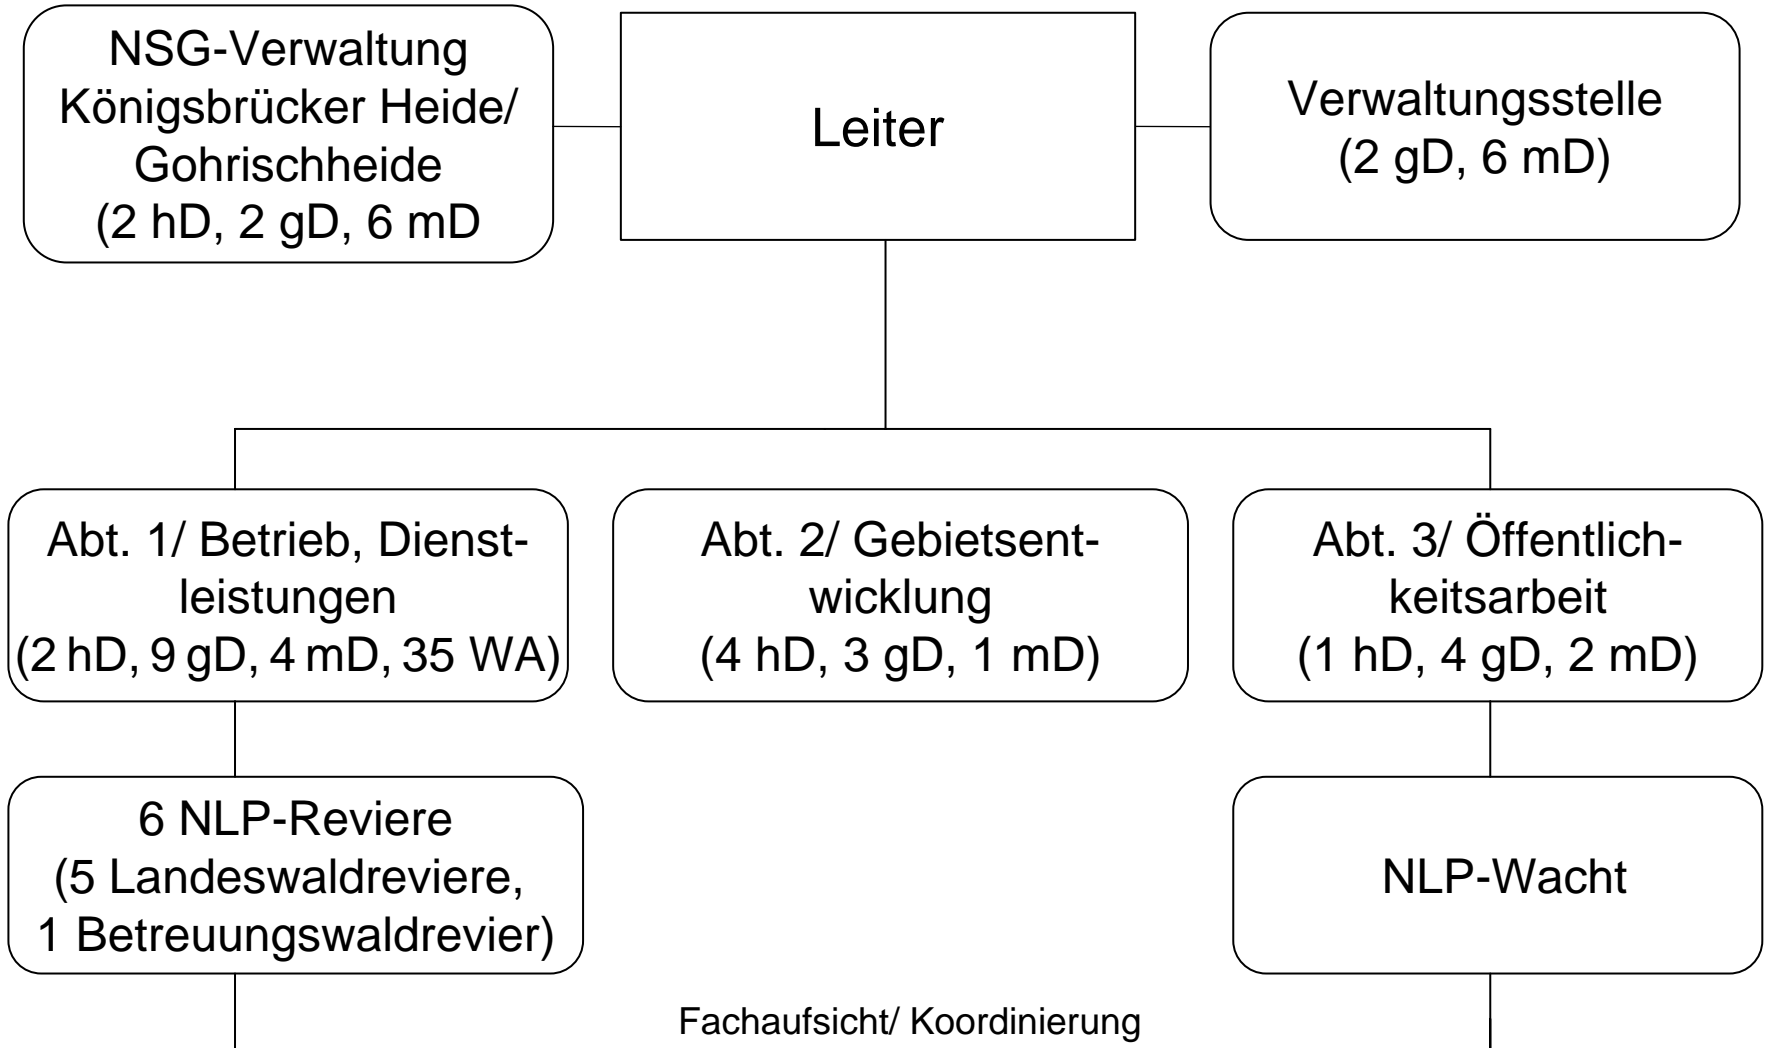 NSG-Verwaltung
Königsbrücker Heide/
Gohrischheide
(2 hD, 2 gD, 6 mD
Leiter
Verwaltungsstelle
(2 gD, 6 mD)
Abt. 1/ Betrieb, Dienst-
leistungen
(2 hD, 9 gD, 4 mD, 35 WA)
Abt. 2/ Gebietsent-
wicklung
(4 hD, 3 gD, 1 mD)
Abt. 3/ Öffentlich-
keitsarbeit
(1 hD, 4 gD, 2 mD)
6 NLP-Reviere
(5 Landeswaldreviere,
1 Betreuungswaldrevier)
NLP-Wacht
Fachaufsicht/ Koordinierung